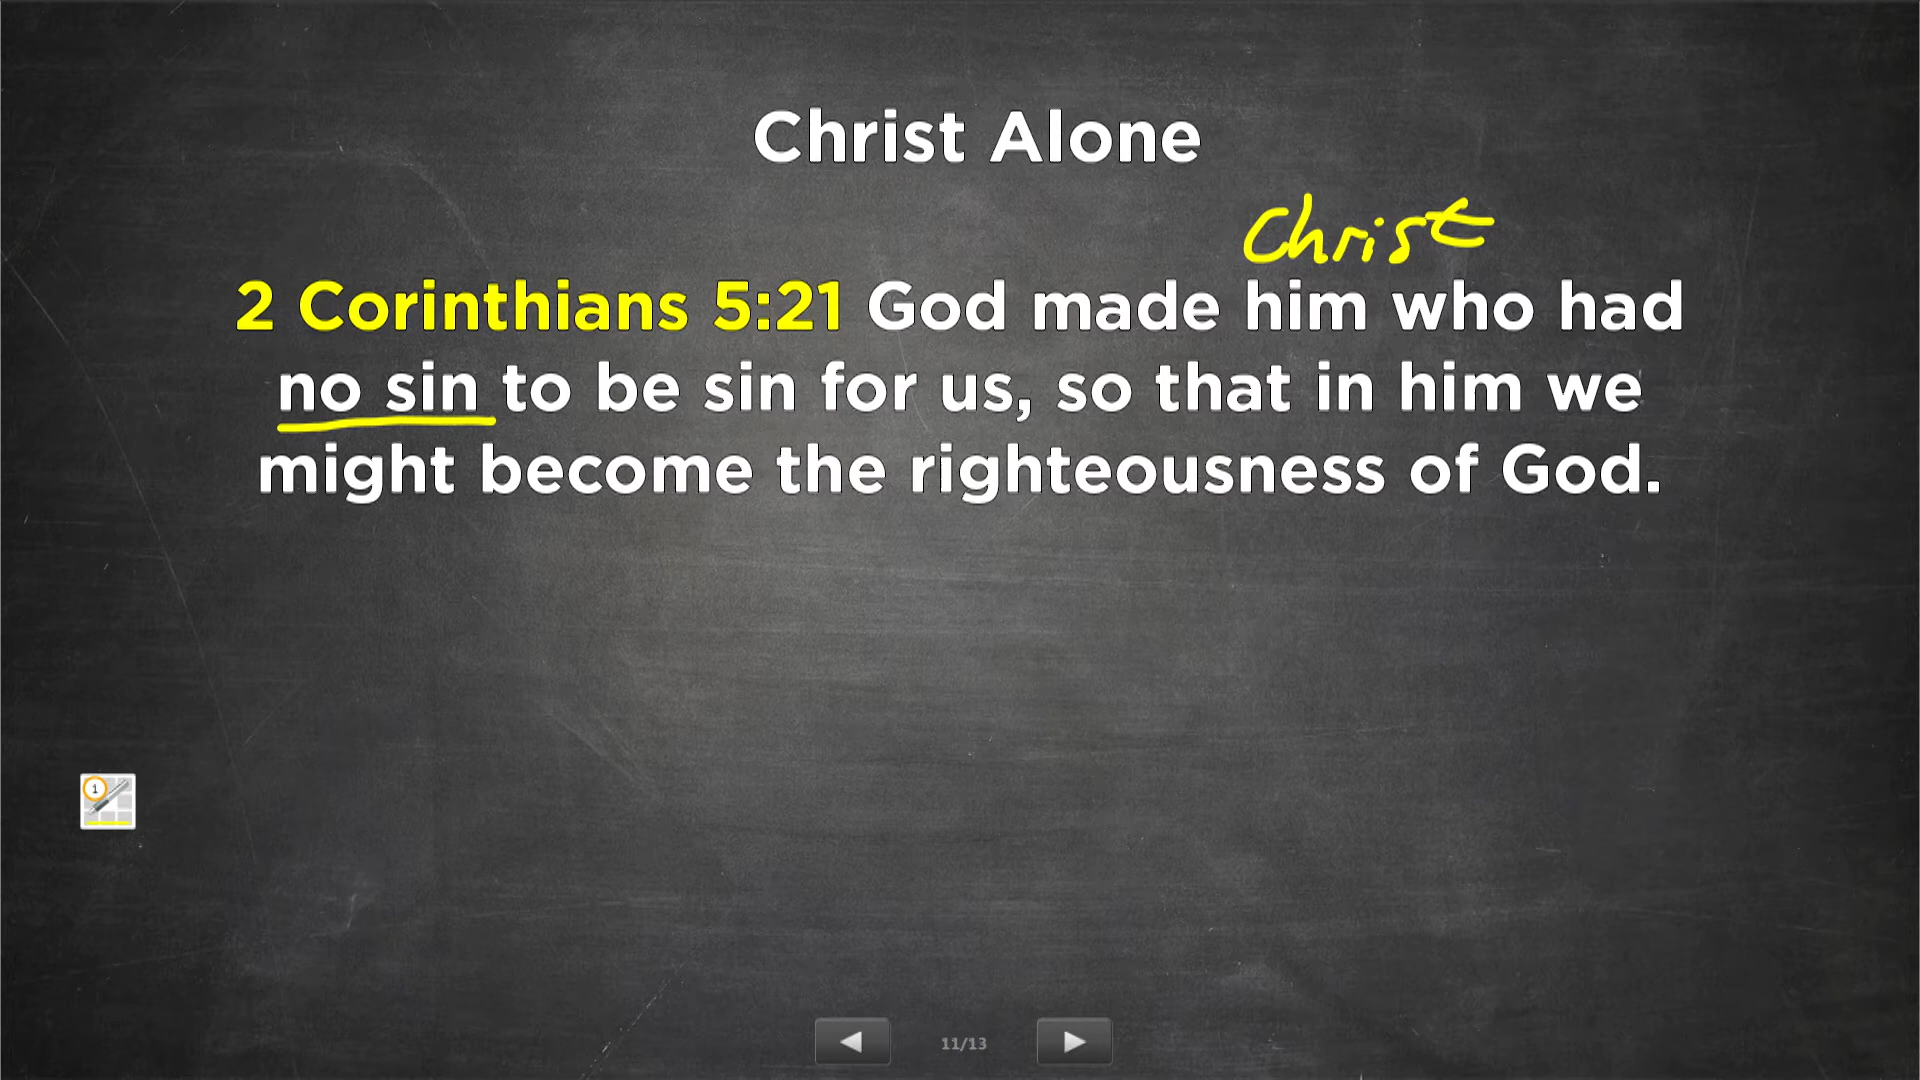 Christ Alone
Christ
2 Corinthians 5:21 God made him who had
no sin to be sin for us, so that in him we
might become the righteousness of God.
1
11/13